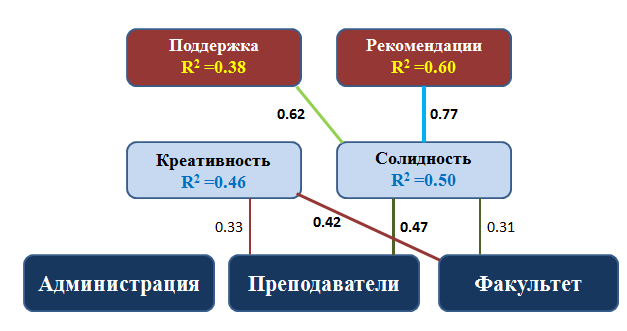 Поддержка
R² =0.38
Рекомендации
R² =0.60
0.62
0.77
Креативность
R² =0.46
Солидность
R² =0.50
0.33
0.42
0.47
0.31
Администрация
Преподаватели
Факультет